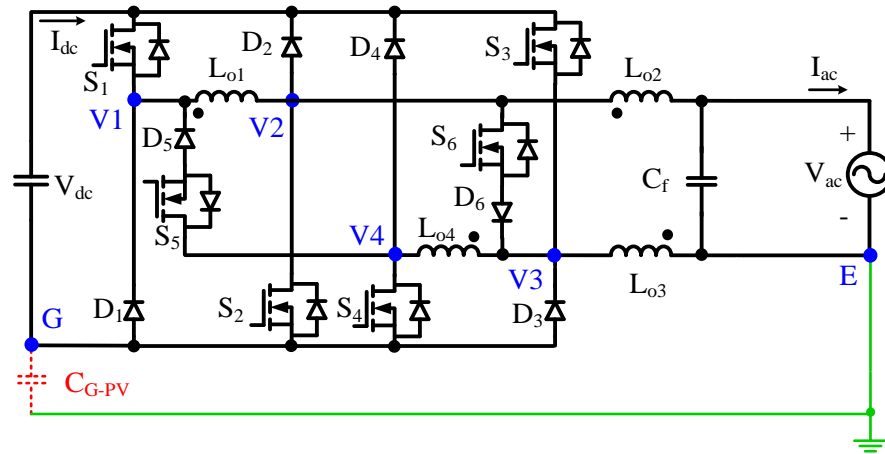 I_dc
S_1
D_2
D_4
S_3
L_o1
L_o2
I_ac
V1
V2
D_5
S_6
+
V_dc
C_f
V_ac
D_6
-
S_5
V4
L_o4
V3
E
L_o3
G
D_1
S_2
S_4
D_3
C_G-PV